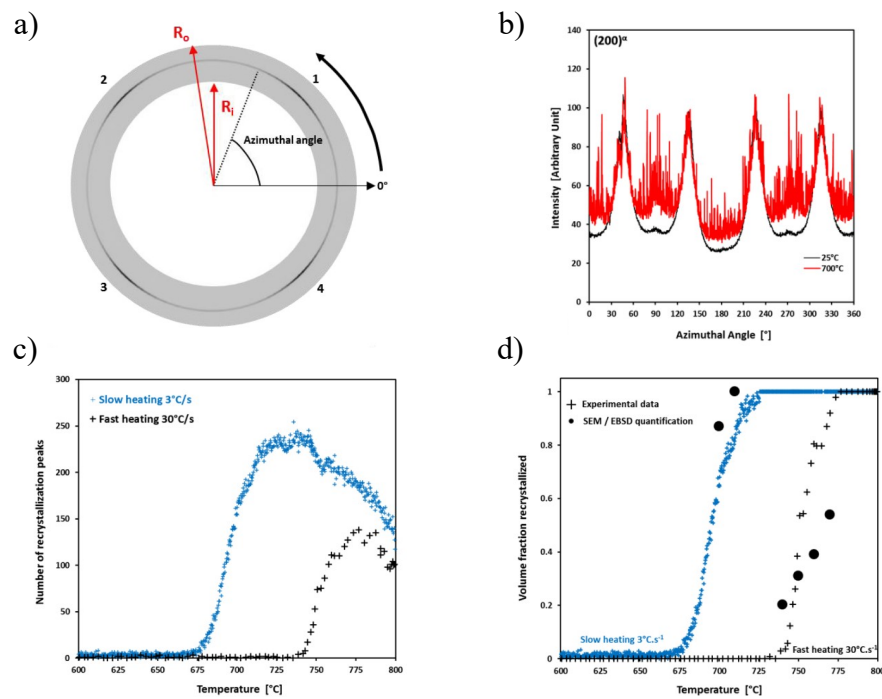 a)
R₀
2
1
Rᵢ
Azimuthal angle
0°
3
4
b)
(200)ᵅ
Intensity [Arbitrary Unit]
140
120
100
80
60
40
20
0
25°C
700°C
0 30 60 90 120 150 180 210 240 270 300 330 360
Azimuthal Angle [°]
c)
Number of recrystallization peaks
300
250
200
150
100
50
0
Slow heating 3°C/s
Fast heating 30°C/s
600 625 650 675 700 725 750 775 800
Temperature [°C]
d)
Volume fraction recrystallized
1
0.8
0.6
0.4
0.2
0
Experimental data
SEM / EBSD quantification
Slow heating 3°C.s⁻¹
Fast heating 30°C.s⁻¹
600 625 650 675 700 725 750 775 800
Temperature [°C]